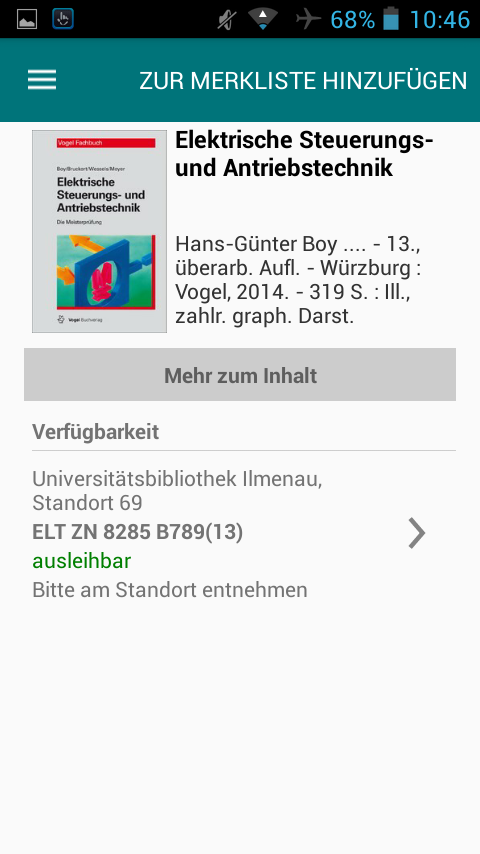 68% 10:46
ZUR MERKLISTE HINZUFÜGEN
Vogel Fachbuch
Boy/Bruckert/Wessels/Meyer
Elektrische
Steuerungs- und
Antriebstechnik
Die Meisterprüfung
Vogel Buchverlag
Elektrische Steuerungs-
und Antriebstechnik
Hans-Günter Boy .... - 13.,
überarb. Aufl. - Würzburg :
Vogel, 2014. - 319 S. : Ill.,
zahlr. graph. Darst.
Mehr zum Inhalt
Verfügbarkeit
Universitätsbibliothek Ilmenau,
Standort 69
ELT ZN 8285 B789(13)
ausleihbar
Bitte am Standort entnehmen